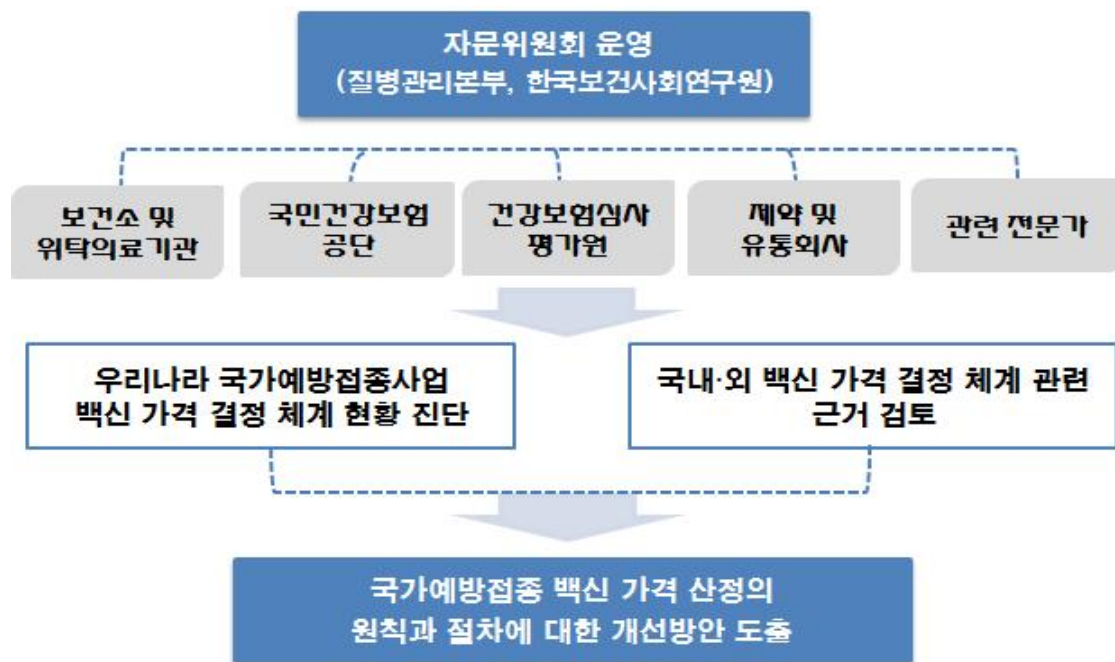 자문위원회 운영
(질병관리본부, 한국보건사회연구원)
보건소 및
위탁의료기관
국민건강보험
공단
건강보험심사
평가원
제약 및
유통회사
관련 전문가
우리나라 국가예방접종사업
백신 가격 결정 체계 현황 진단
국내·외 백신 가격 결정 체계 관련
근거 검토
국가예방접종 백신 가격 산정의
원칙과 절차에 대한 개선방안 도출